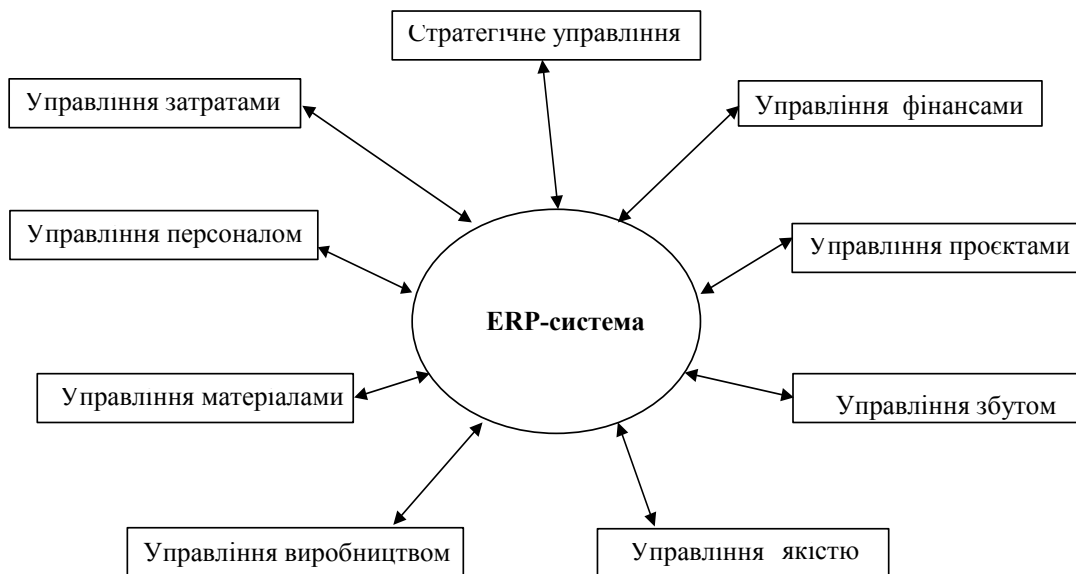 Стратегічне управління
Управління затратами
Управління фінансами
Управління персоналом
Управління проєктами
ERP-система
Управління матеріалами
Управління збутом
Управління виробництвом
Управління якістю